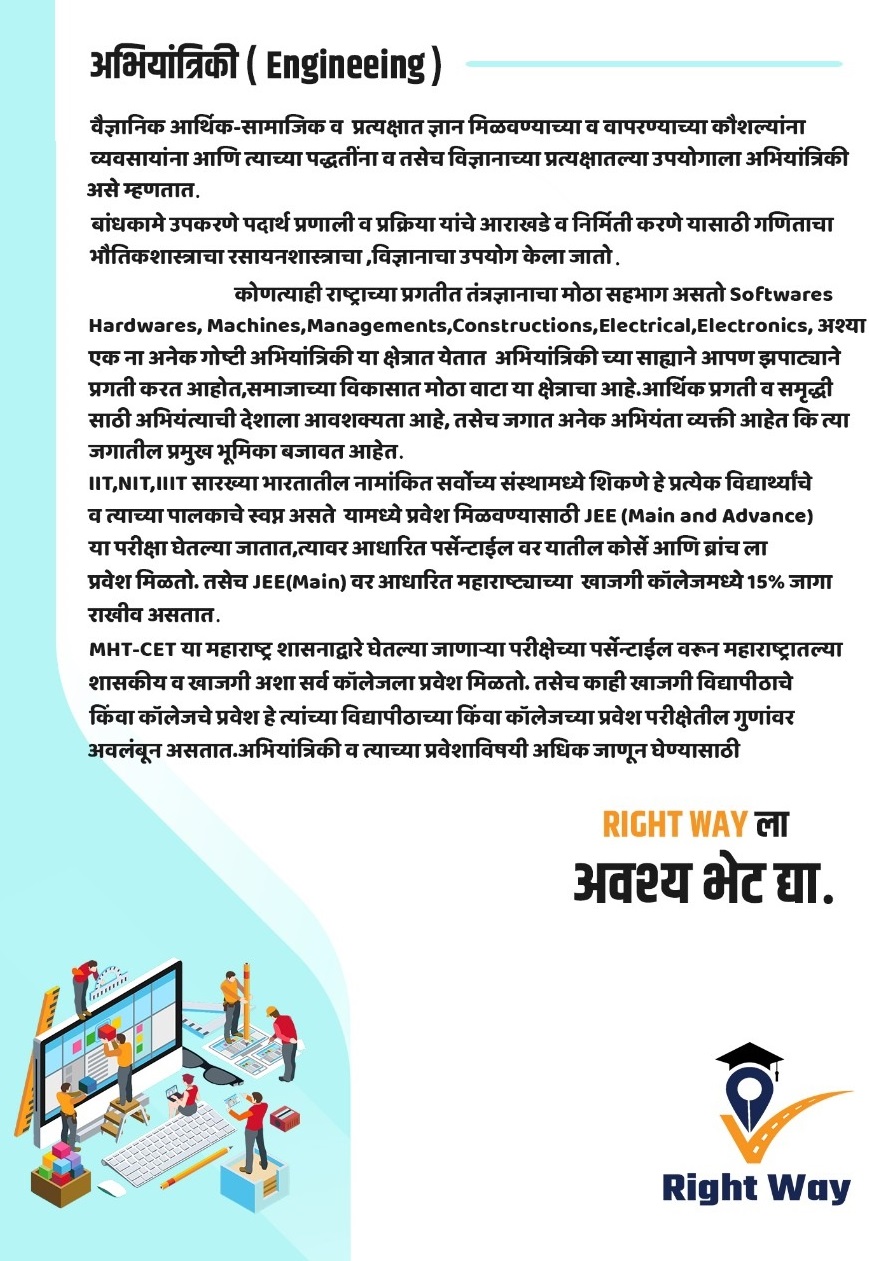 अभियांत्रिकी ( Engineeing )
वैज्ञानिक आर्थिक-सामाजिक व प्रत्यक्षात ज्ञान मिळवण्याच्या व वापरण्याच्या कौशल्यांना
व्यवसायांना आणि त्याच्या पद्धतींना व तसेच विज्ञानाच्या प्रत्यक्षातल्या उपयोगाला अभियांत्रिकी
असे म्हणतात.
बांधकामे उपकरणे पदार्थ प्रणाली व प्रक्रिया यांचे आराखडे व निर्मिती करणे यासाठी गणिताचा
भौतिकशास्त्राचा रसायनशास्त्राचा ,विज्ञानाचा उपयोग केला जातो.
कोणत्याही राष्ट्राच्या प्रगतीत तंत्रज्ञानाचा मोठा सहभाग असतो Softwares
Hardwares, Machines,Managements,Constructions,Electrical,Electronics, अश्या
एक ना अनेक गोष्टी अभियांत्रिकी या क्षेत्रात येतात अभियांत्रिकी च्या साह्याने आपण झपाट्याने
प्रगती करत आहोत,समाजाच्या विकासात मोठा वाटा या क्षेत्राचा आहे.आर्थिक प्रगती व समृद्धी
साठी अभियंत्याची देशाला आवशक्यता आहे, तसेच जगात अनेक अभियंता व्यक्ती आहेत कि त्या
जगातील प्रमुख भूमिका बजावत आहेत.
IIT,NIT,IIIT सारख्या भारतातील नामांकित सर्वोच्य संस्थामध्ये शिकणे हे प्रत्येक विद्यार्थ्यांचे
व त्याच्या पालकाचे स्वप्न असते यामध्ये प्रवेश मिळवण्यासाठी JEE (Main and Advance)
या परीक्षा घेतल्या जातात,त्यावर आधारित पर्सेन्टाईल वर यातील कोर्से आणि ब्रांच ला
प्रवेश मिळतो. तसेच JEE(Main) वर आधारित महाराष्ट्याच्या खाजगी कॉलेजमध्ये 15% जागा
राखीव असतात.
MHT-CET या महाराष्ट्र शासनाद्वारे घेतल्या जाणाऱ्या परीक्षेच्या पर्सेन्टाईल वरून महाराष्ट्रातल्या
शासकीय व खाजगी अशा सर्व कॉलेजला प्रवेश मिळतो. तसेच काही खाजगी विद्यापीठाचे
किंवा कॉलेजचे प्रवेश हे त्यांच्या विद्यापीठाच्या किंवा कॉलेजच्या प्रवेश परीक्षेतील गुणांवर
अवलंबून असतात.अभियांत्रिकी व त्याच्या प्रवेशाविषयी अधिक जाणून घेण्यासाठी
RIGHT WAY ला
अवश्य भेट द्या.
Right Way